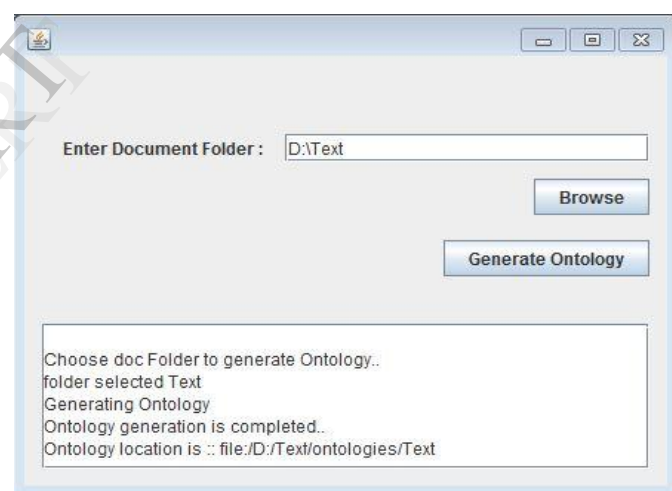 Enter Document Folder :
D:\Text
Browse
Generate Ontology
Choose doc Folder to generate Ontology..
folder selected Text
Generating Ontology
Ontology generation is completed..
Ontology location is :: file:/D:/Text/ontologies/Text